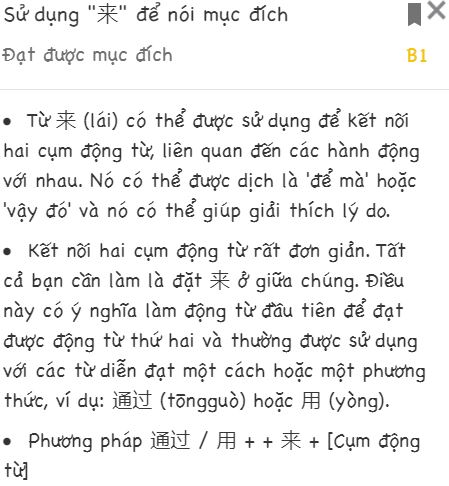 Sử dụng "来" để nói mục đích
Đạt được mục đích B1
• Từ 来 (lái) có thể được sử dụng để kết nối
hai cụm động từ, liên quan đến các hành động
với nhau. Nó có thể được dịch là 'để mà' hoặc
'vậy đó' và nó có thể giúp giải thích lý do.
• Kết nối hai cụm động từ rất đơn giản. Tất
cả bạn cần làm là đặt 来 ở giữa chúng. Điều
này có ý nghĩa làm động từ đầu tiên để đạt
được động từ thứ hai và thường được sử dụng
với các từ diễn đạt một cách hoặc một phương
thức, ví dụ: 通过 (tōngguò) hoặc 用 (yòng).
• Phương pháp 通过 / 用 + + 来 + [Cụm động
từ]